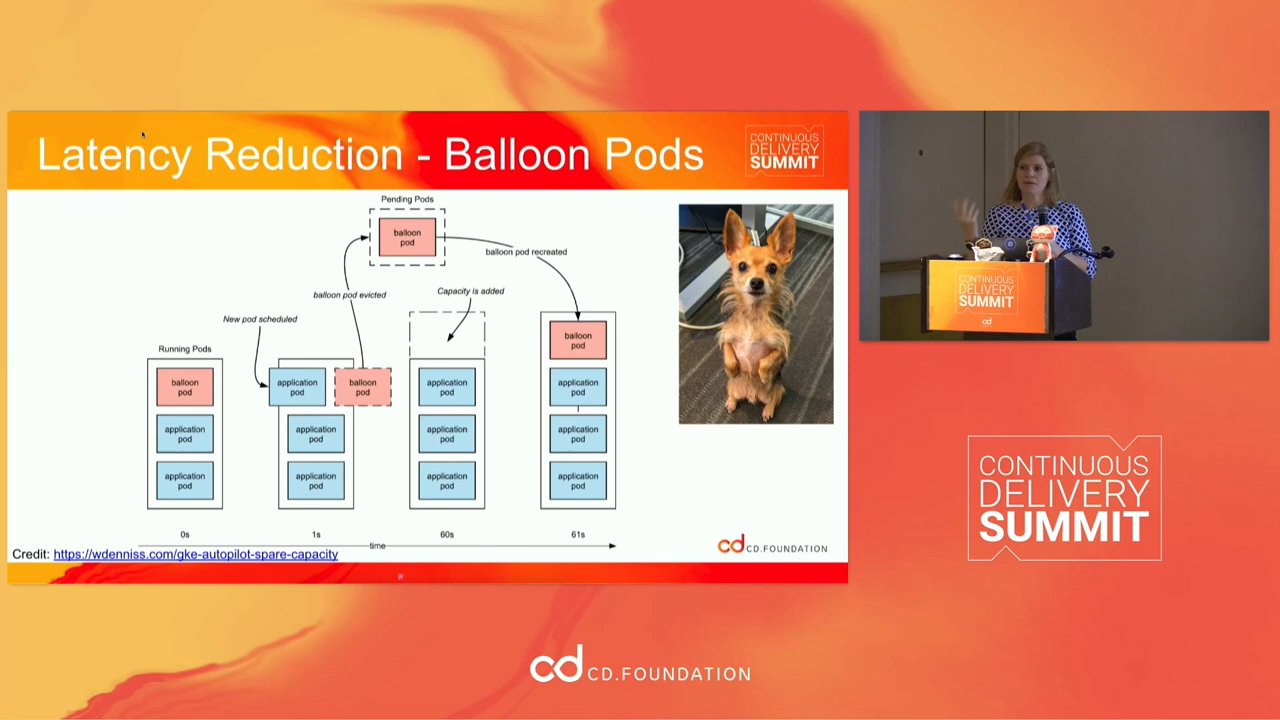 Latency Reduction - Balloon Pods
CONTINUOUS
DELIVERY
SUMMIT
Pending Pods
balloon
pod
balloon pod recreated
balloon pod evicted
Capacity is added
New pod scheduled
Running Pods
balloon
pod
application
pod
application
pod
application
pod
balloon
pod
application
pod
application
pod
application
pod
application
pod
application
pod
balloon
pod
application
pod
application
pod
application
pod
0s
1s
60s
61s
time
Credit: https://wdenniss.com/gke-autopilot-spare-capacity
cd CD.FOUNDATION
CONTINUOUS
DELIVERY
SUMMIT
cd
CONTINUOUS
DELIVERY
SUMMIT
cd CD.FOUNDATION